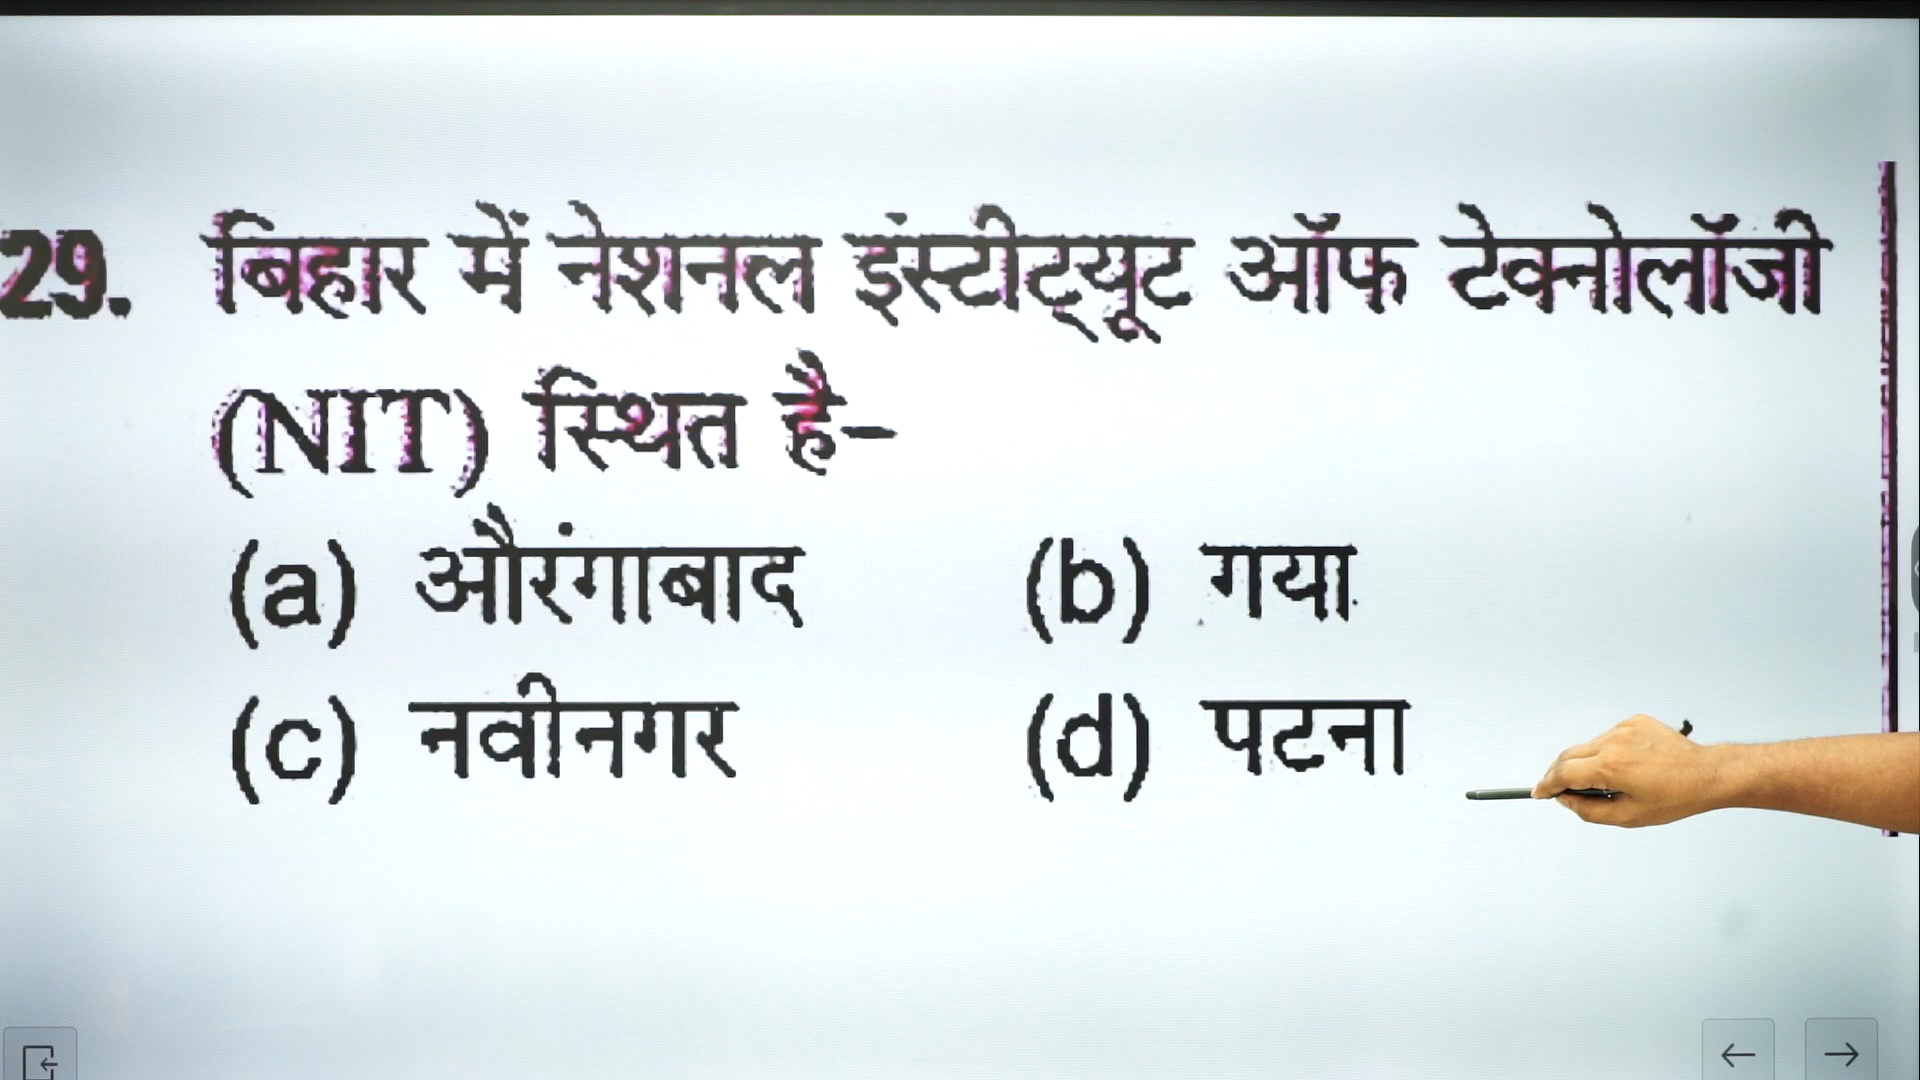 29. बिहार में नेशनल इंस्टीट्यूट ऑफ टेक्नोलॉजी
(NIT) स्थित है–
(a) औरंगाबाद (b) गया
(c) नवीनगर (d) पटना